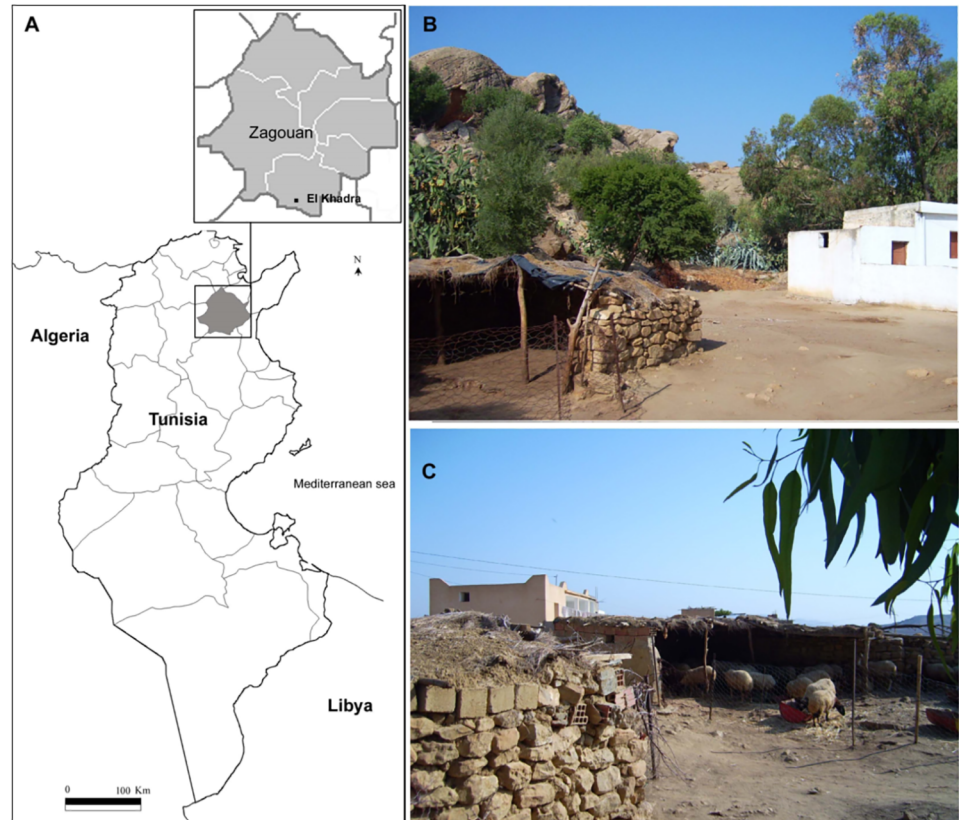 A
Zagouan
El Khadra
N
Algeria
Tunisia
Mediterranean sea
Libya
0 100 Km
B
C